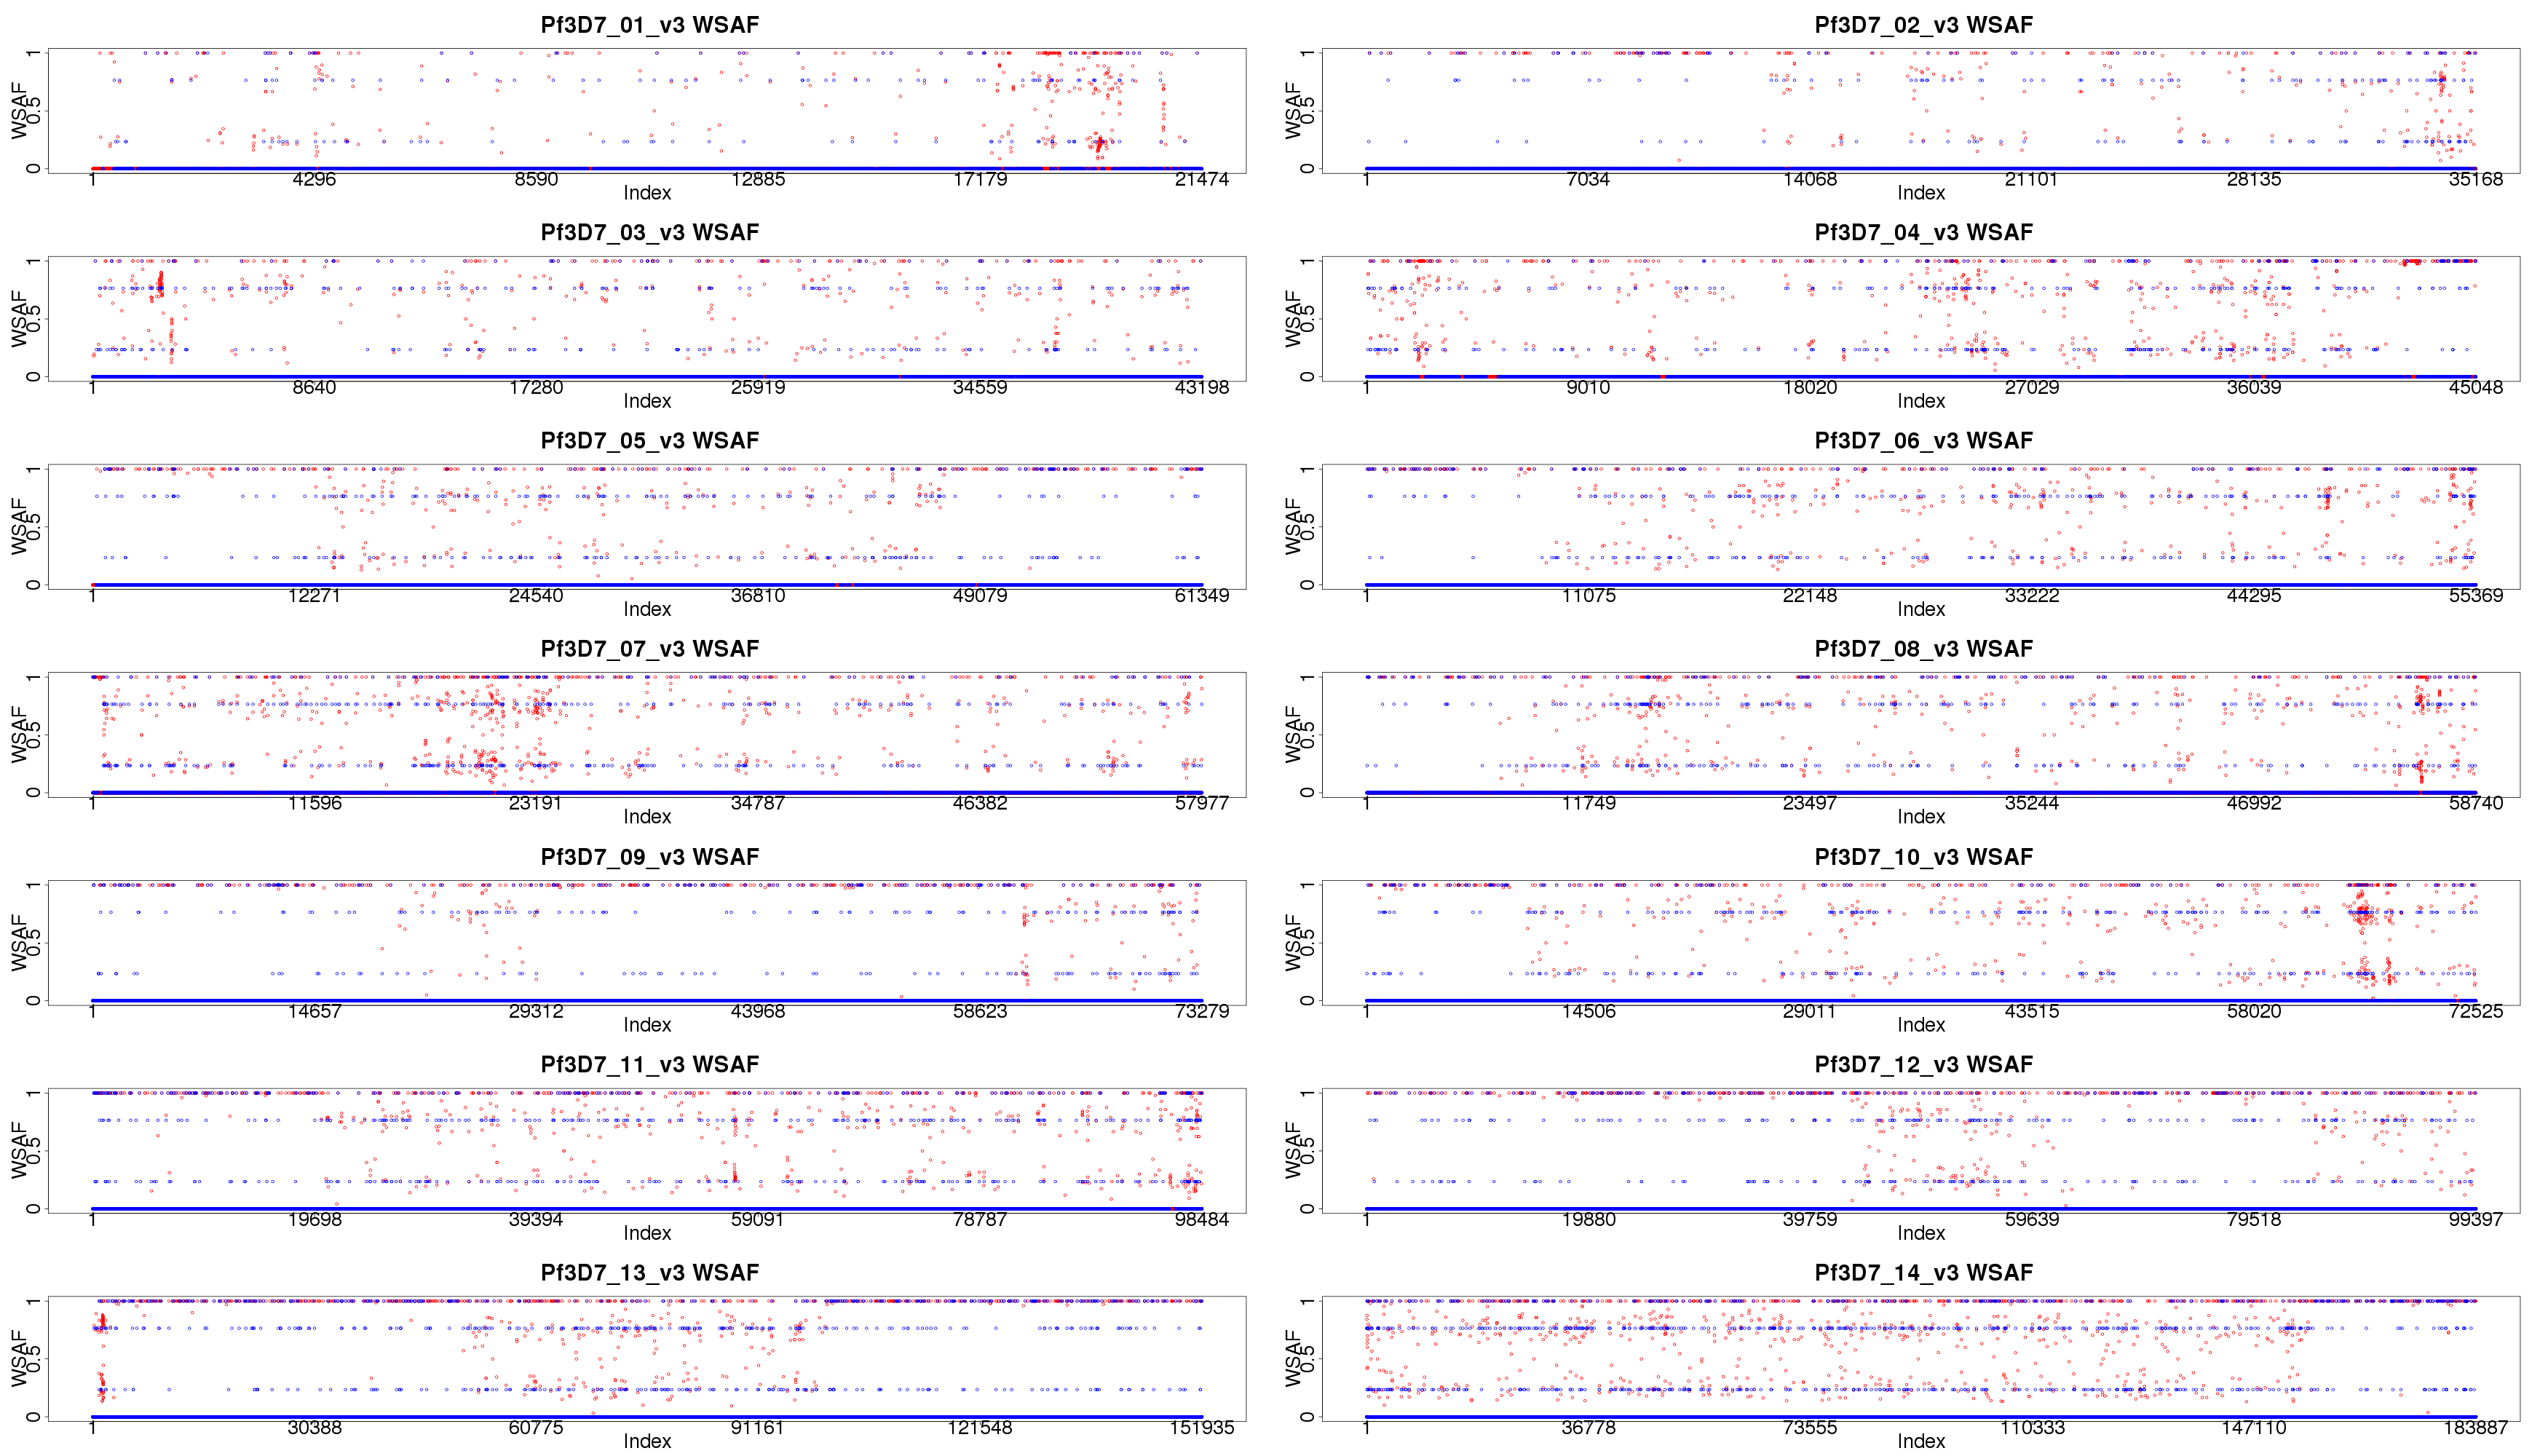 Pf3D7_01_v3 WSAF
WSAF
0 0.5 1
1 4296 8590 12885 17179 21474
Index
Pf3D7_02_v3 WSAF
WSAF
0 0.5 1
1 7034 14068 21101 28135 35168
Index
Pf3D7_03_v3 WSAF
WSAF
0 0.5 1
1 8640 17280 25919 34559 43198
Index
Pf3D7_04_v3 WSAF
WSAF
0 0.5 1
1 9010 18020 27029 36039 45048
Index
Pf3D7_05_v3 WSAF
WSAF
0 0.5 1
1 12271 24540 36810 49079 61349
Index
Pf3D7_06_v3 WSAF
WSAF
0 0.5 1
1 11075 22148 33222 44295 55369
Index
Pf3D7_07_v3 WSAF
WSAF
0 0.5 1
1 11596 23191 34787 46382 57977
Index
Pf3D7_08_v3 WSAF
WSAF
0 0.5 1
1 11749 23497 35244 46992 58740
Index
Pf3D7_09_v3 WSAF
WSAF
0 0.5 1
1 14657 29312 43968 58623 73279
Index
Pf3D7_10_v3 WSAF
WSAF
0 0.5 1
1 14506 29011 43515 58020 72525
Index
Pf3D7_11_v3 WSAF
WSAF
0 0.5 1
1 19698 39394 59091 78787 98484
Index
Pf3D7_12_v3 WSAF
WSAF
0 0.5 1
1 19880 39759 59639 79518 99397
Index
Pf3D7_13_v3 WSAF
WSAF
0 0.5 1
1 30388 60775 91161 121548 151935
Index
Pf3D7_14_v3 WSAF
WSAF
0 0.5 1
1 36778 73555 110333 147110 183887
Index